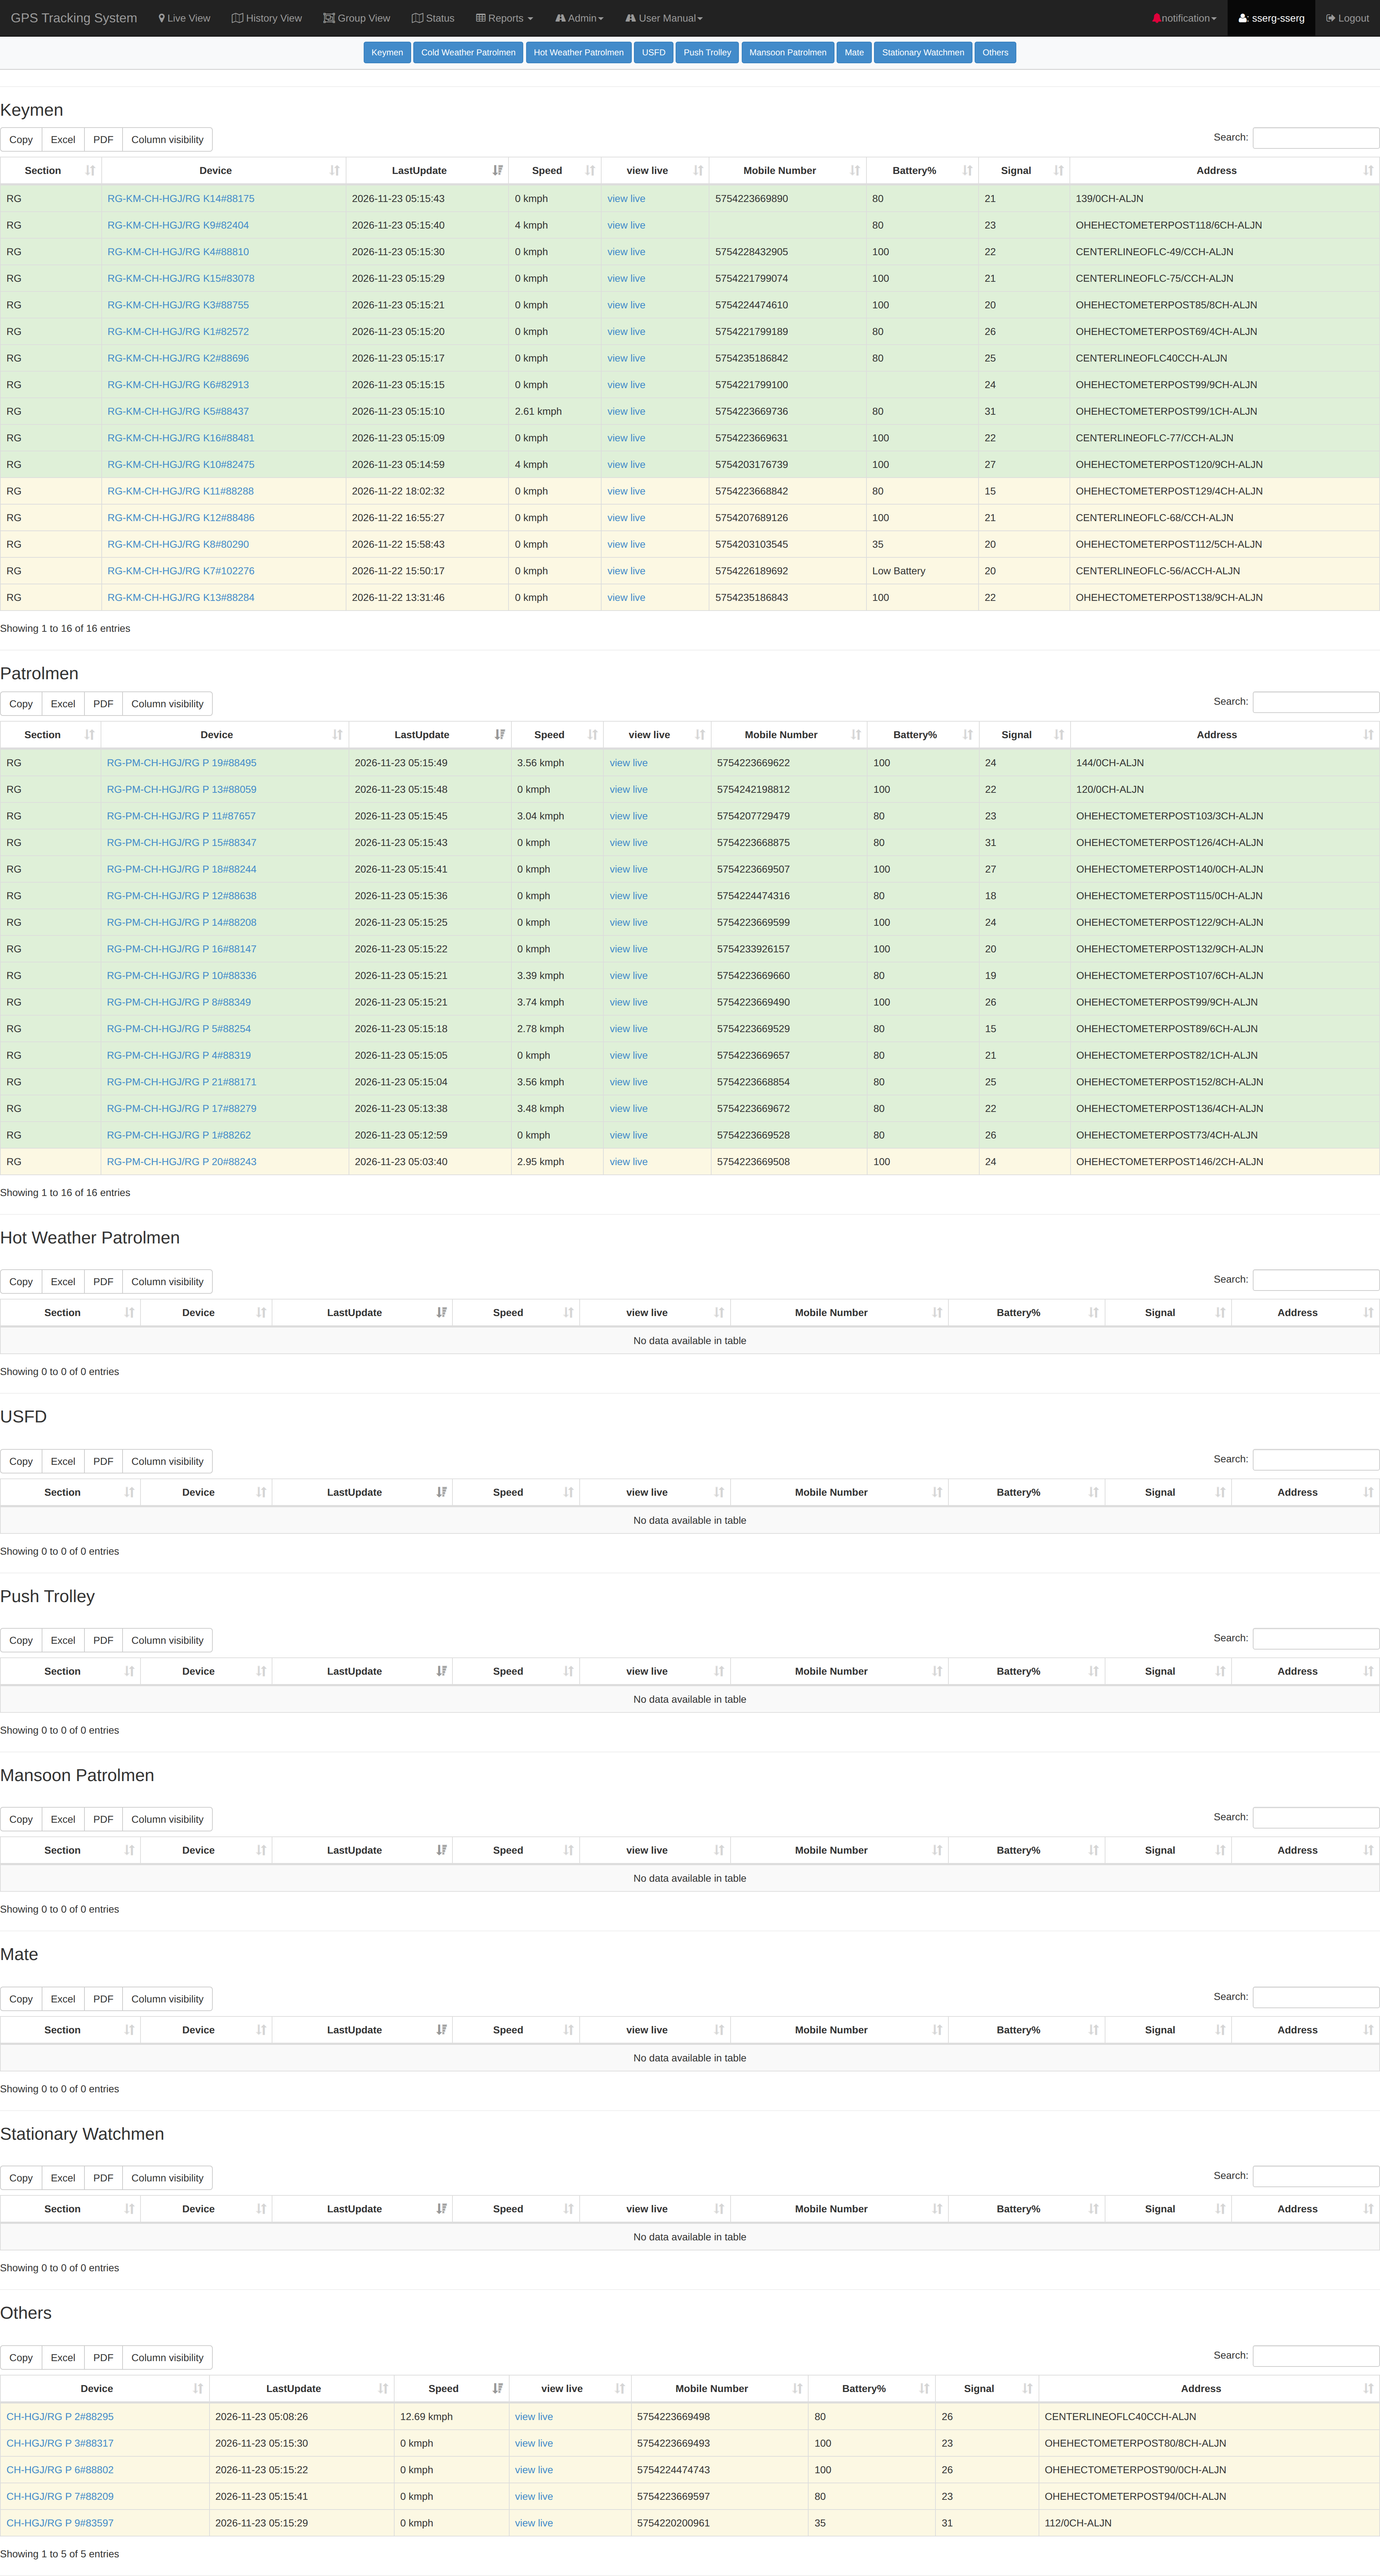 GPS Tracking System Live View History View Group View Status Reports Admin User Manual notification : sserg-sserg Logout
Keymen Cold Weather Patrolmen Hot Weather Patrolmen USFD Push Trolley Mansoon Patrolmen Mate Stationary Watchmen Others
Keymen
Copy Excel PDF Column visibility Search:
Section Device LastUpdate Speed view live Mobile Number Battery% Signal Address
RG RG-KM-CH-HGJ/RG K14#88175 2026-11-23 05:15:43 0 kmph view live 5754223669890 80 21 139/0CH-ALJN
RG RG-KM-CH-HGJ/RG K9#82404 2026-11-23 05:15:40 4 kmph view live 80 23 OHEHECTOMETERPOST118/6CH-ALJN
RG RG-KM-CH-HGJ/RG K4#88810 2026-11-23 05:15:30 0 kmph view live 5754228432905 100 22 CENTERLINEOFLC-49/CCH-ALJN
RG RG-KM-CH-HGJ/RG K15#83078 2026-11-23 05:15:29 0 kmph view live 5754221799074 100 21 CENTERLINEOFLC-75/CCH-ALJN
RG RG-KM-CH-HGJ/RG K3#88755 2026-11-23 05:15:21 0 kmph view live 5754224474610 100 20 OHEHECTOMETERPOST85/8CH-ALJN
RG RG-KM-CH-HGJ/RG K1#82572 2026-11-23 05:15:20 0 kmph view live 5754221799189 80 26 OHEHECTOMETERPOST69/4CH-ALJN
RG RG-KM-CH-HGJ/RG K2#88696 2026-11-23 05:15:17 0 kmph view live 5754235186842 80 25 CENTERLINEOFLC40CCH-ALJN
RG RG-KM-CH-HGJ/RG K6#82913 2026-11-23 05:15:15 0 kmph view live 5754221799100 24 OHEHECTOMETERPOST99/9CH-ALJN
RG RG-KM-CH-HGJ/RG K5#88437 2026-11-23 05:15:10 2.61 kmph view live 5754223669736 80 31 OHEHECTOMETERPOST99/1CH-ALJN
RG RG-KM-CH-HGJ/RG K16#88481 2026-11-23 05:15:09 0 kmph view live 5754223669631 100 22 CENTERLINEOFLC-77/CCH-ALJN
RG RG-KM-CH-HGJ/RG K10#82475 2026-11-23 05:14:59 4 kmph view live 5754203176739 100 27 OHEHECTOMETERPOST120/9CH-ALJN
RG RG-KM-CH-HGJ/RG K11#88288 2026-11-22 18:02:32 0 kmph view live 5754223668842 80 15 OHEHECTOMETERPOST129/4CH-ALJN
RG RG-KM-CH-HGJ/RG K12#88486 2026-11-22 16:55:27 0 kmph view live 5754207689126 100 21 CENTERLINEOFLC-68/CCH-ALJN
RG RG-KM-CH-HGJ/RG K8#80290 2026-11-22 15:58:43 0 kmph view live 5754203103545 35 20 OHEHECTOMETERPOST112/5CH-ALJN
RG RG-KM-CH-HGJ/RG K7#102276 2026-11-22 15:50:17 0 kmph view live 5754226189692 Low Battery 20 CENTERLINEOFLC-56/ACCH-ALJN
RG RG-KM-CH-HGJ/RG K13#88284 2026-11-22 13:31:46 0 kmph view live 5754235186843 100 22 OHEHECTOMETERPOST138/9CH-ALJN
Showing 1 to 16 of 16 entries
Patrolmen
Copy Excel PDF Column visibility Search:
Section Device LastUpdate Speed view live Mobile Number Battery% Signal Address
RG RG-PM-CH-HGJ/RG P 19#88495 2026-11-23 05:15:49 3.56 kmph view live 5754223669622 100 24 144/0CH-ALJN
RG RG-PM-CH-HGJ/RG P 13#88059 2026-11-23 05:15:48 0 kmph view live 5754242198812 100 22 120/0CH-ALJN
RG RG-PM-CH-HGJ/RG P 11#87657 2026-11-23 05:15:45 3.04 kmph view live 5754207729479 80 23 OHEHECTOMETERPOST103/3CH-ALJN
RG RG-PM-CH-HGJ/RG P 15#88347 2026-11-23 05:15:43 0 kmph view live 5754223668875 80 31 OHEHECTOMETERPOST126/4CH-ALJN
RG RG-PM-CH-HGJ/RG P 18#88244 2026-11-23 05:15:41 0 kmph view live 5754223669507 100 27 OHEHECTOMETERPOST140/0CH-ALJN
RG RG-PM-CH-HGJ/RG P 12#88638 2026-11-23 05:15:36 0 kmph view live 5754224474316 80 18 OHEHECTOMETERPOST115/0CH-ALJN
RG RG-PM-CH-HGJ/RG P 14#88208 2026-11-23 05:15:25 0 kmph view live 5754223669599 100 24 OHEHECTOMETERPOST122/9CH-ALJN
RG RG-PM-CH-HGJ/RG P 16#88147 2026-11-23 05:15:22 0 kmph view live 5754233926157 100 20 OHEHECTOMETERPOST132/9CH-ALJN
RG RG-PM-CH-HGJ/RG P 10#88336 2026-11-23 05:15:21 3.39 kmph view live 5754223669660 80 19 OHEHECTOMETERPOST107/6CH-ALJN
RG RG-PM-CH-HGJ/RG P 8#88349 2026-11-23 05:15:21 3.74 kmph view live 5754223669490 100 26 OHEHECTOMETERPOST99/9CH-ALJN
RG RG-PM-CH-HGJ/RG P 5#88254 2026-11-23 05:15:18 2.78 kmph view live 5754223669529 80 15 OHEHECTOMETERPOST89/6CH-ALJN
RG RG-PM-CH-HGJ/RG P 4#88319 2026-11-23 05:15:05 0 kmph view live 5754223669657 80 21 OHEHECTOMETERPOST82/1CH-ALJN
RG RG-PM-CH-HGJ/RG P 21#88171 2026-11-23 05:15:04 3.56 kmph view live 5754223668854 80 25 OHEHECTOMETERPOST152/8CH-ALJN
RG RG-PM-CH-HGJ/RG P 17#88279 2026-11-23 05:13:38 3.48 kmph view live 5754223669672 80 22 OHEHECTOMETERPOST136/4CH-ALJN
RG RG-PM-CH-HGJ/RG P 1#88262 2026-11-23 05:12:59 0 kmph view live 5754223669528 80 26 OHEHECTOMETERPOST73/4CH-ALJN
RG RG-PM-CH-HGJ/RG P 20#88243 2026-11-23 05:03:40 2.95 kmph view live 5754223669508 100 24 OHEHECTOMETERPOST146/2CH-ALJN
Showing 1 to 16 of 16 entries
Hot Weather Patrolmen
Copy Excel PDF Column visibility Search:
Section Device LastUpdate Speed view live Mobile Number Battery% Signal Address
No data available in table
Showing 0 to 0 of 0 entries
USFD
Copy Excel PDF Column visibility Search:
Section Device LastUpdate Speed view live Mobile Number Battery% Signal Address
No data available in table
Showing 0 to 0 of 0 entries
Push Trolley
Copy Excel PDF Column visibility Search:
Section Device LastUpdate Speed view live Mobile Number Battery% Signal Address
No data available in table
Showing 0 to 0 of 0 entries
Mansoon Patrolmen
Copy Excel PDF Column visibility Search:
Section Device LastUpdate Speed view live Mobile Number Battery% Signal Address
No data available in table
Showing 0 to 0 of 0 entries
Mate
Copy Excel PDF Column visibility Search:
Section Device LastUpdate Speed view live Mobile Number Battery% Signal Address
No data available in table
Showing 0 to 0 of 0 entries
Stationary Watchmen
Copy Excel PDF Column visibility Search:
Section Device LastUpdate Speed view live Mobile Number Battery% Signal Address
No data available in table
Showing 0 to 0 of 0 entries
Others
Copy Excel PDF Column visibility Search:
Device LastUpdate Speed view live Mobile Number Battery% Signal Address
CH-HGJ/RG P 2#88295 2026-11-23 05:08:26 12.69 kmph view live 5754223669498 80 26 CENTERLINEOFLC40CCH-ALJN
CH-HGJ/RG P 3#88317 2026-11-23 05:15:30 0 kmph view live 5754223669493 100 23 OHEHECTOMETERPOST80/8CH-ALJN
CH-HGJ/RG P 6#88802 2026-11-23 05:15:22 0 kmph view live 5754224474743 100 26 OHEHECTOMETERPOST90/0CH-ALJN
CH-HGJ/RG P 7#88209 2026-11-23 05:15:41 0 kmph view live 5754223669597 80 23 OHEHECTOMETERPOST94/0CH-ALJN
CH-HGJ/RG P 9#83597 2026-11-23 05:15:29 0 kmph view live 5754220200961 35 31 112/0CH-ALJN
Showing 1 to 5 of 5 entries